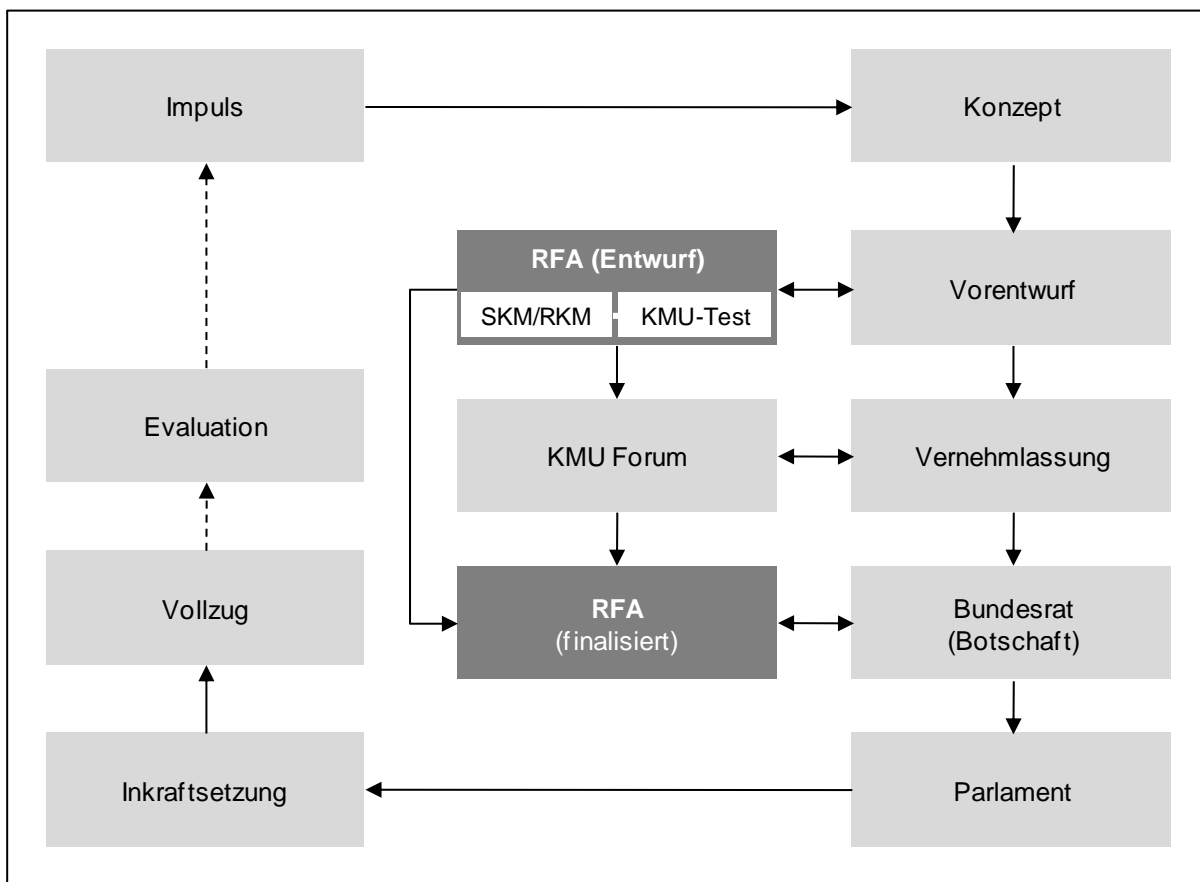 Impuls
Konzept
RFA (Entwurf)
SKM/RKM
KMU-Test
Vorentwurf
Evaluation
KMU Forum
Vernehmlassung
Vollzug
RFA
(finalisiert)
Bundesrat
(Botschaft)
Inkraftsetzung
Parlament